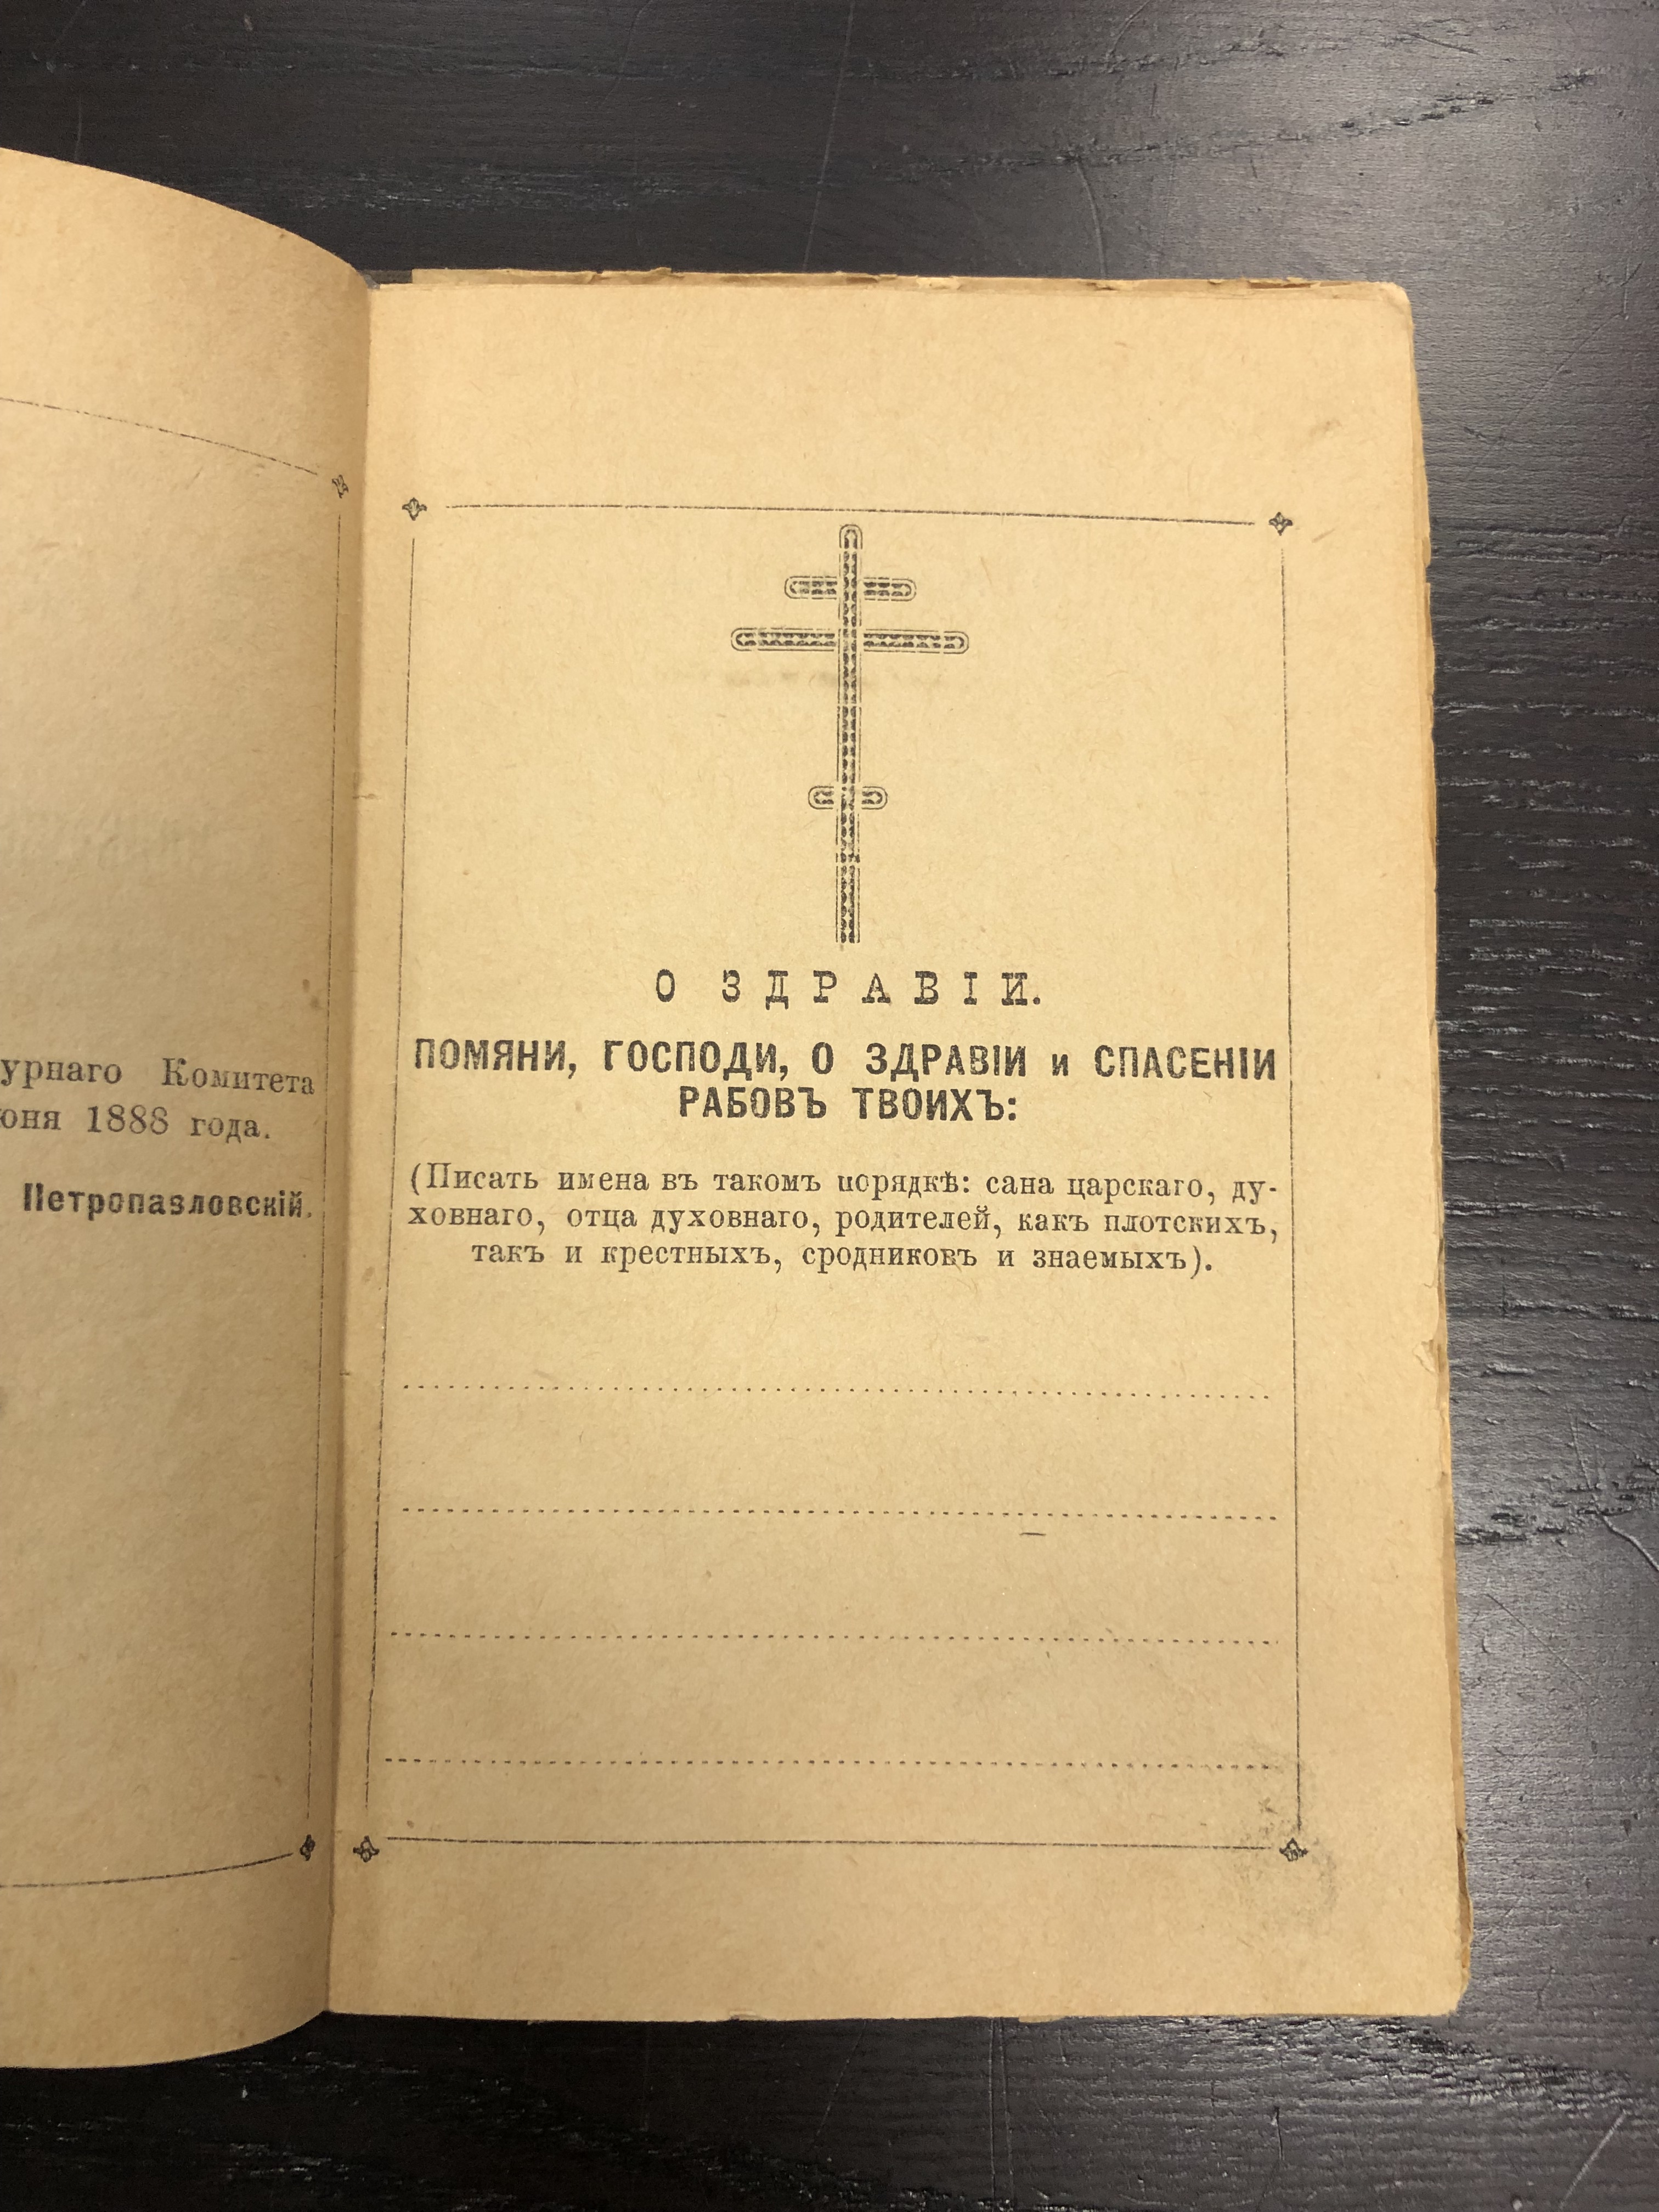 урнаго Комитета
юня 1888 года.
Петропавловскій.
О ЗДРАВІИ.
ПОМЯНИ, ГОСПОДИ, О ЗДРАВІИ и СПАСЕНІИ
РАБОВЪ ТВОИХЪ:
(Писать имена въ такомъ порядкѣ: сана царскаго, ду-
ховнаго, отца духовнаго, родителей, какъ плотскихъ,
такъ и крестныхъ, сродниковъ и знаемыхъ).